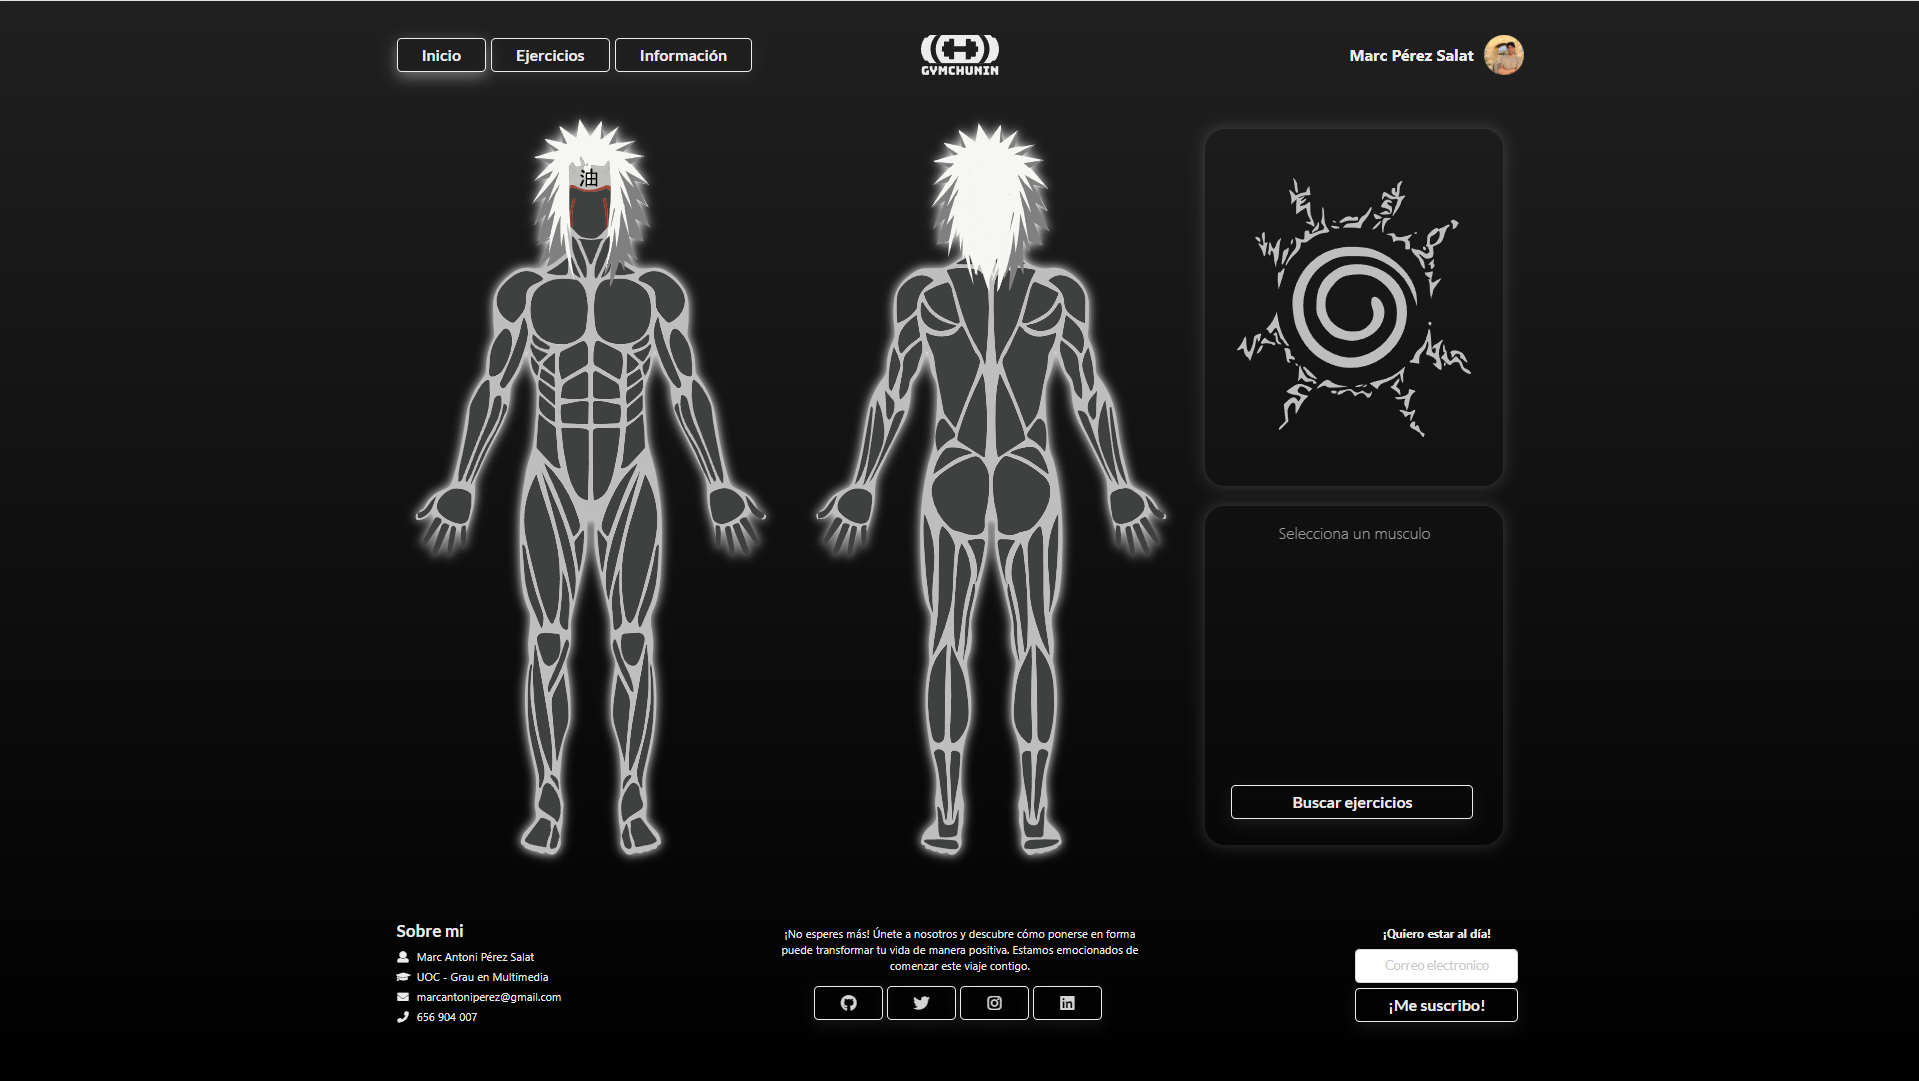 Inicio
Ejercicios
Información
GYMCHUNIN
Marc Pérez Salat
油
Selecciona un musculo
Buscar ejercicios
Sobre mi
Marc Antoni Pérez Salat
UOC - Grau en Multimedia
marcantoniperez@gmail.com
656 904 007
¡No esperes más! Únete a nosotros y descubre cómo ponerse en forma
puede transformar tu vida de manera positiva. Estamos emocionados de
comenzar este viaje contigo.
¡Quiero estar al día!
Correo electronico
¡Me suscribo!